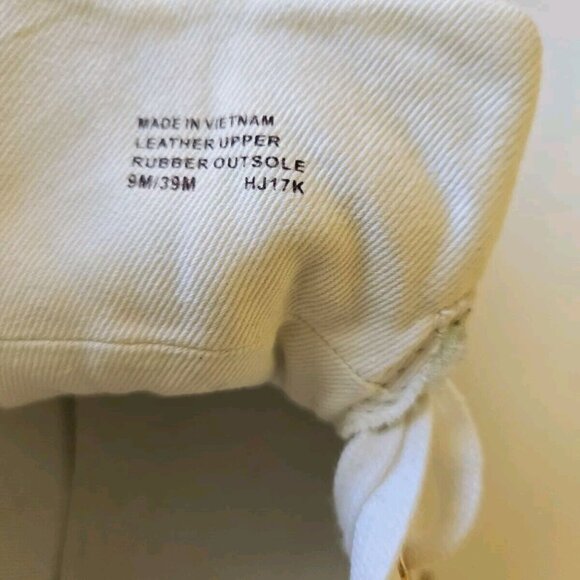 MADE IN VIETNAM
LEATHER UPPER
RUBBER OUTSOLE
9M/39M HJ17K